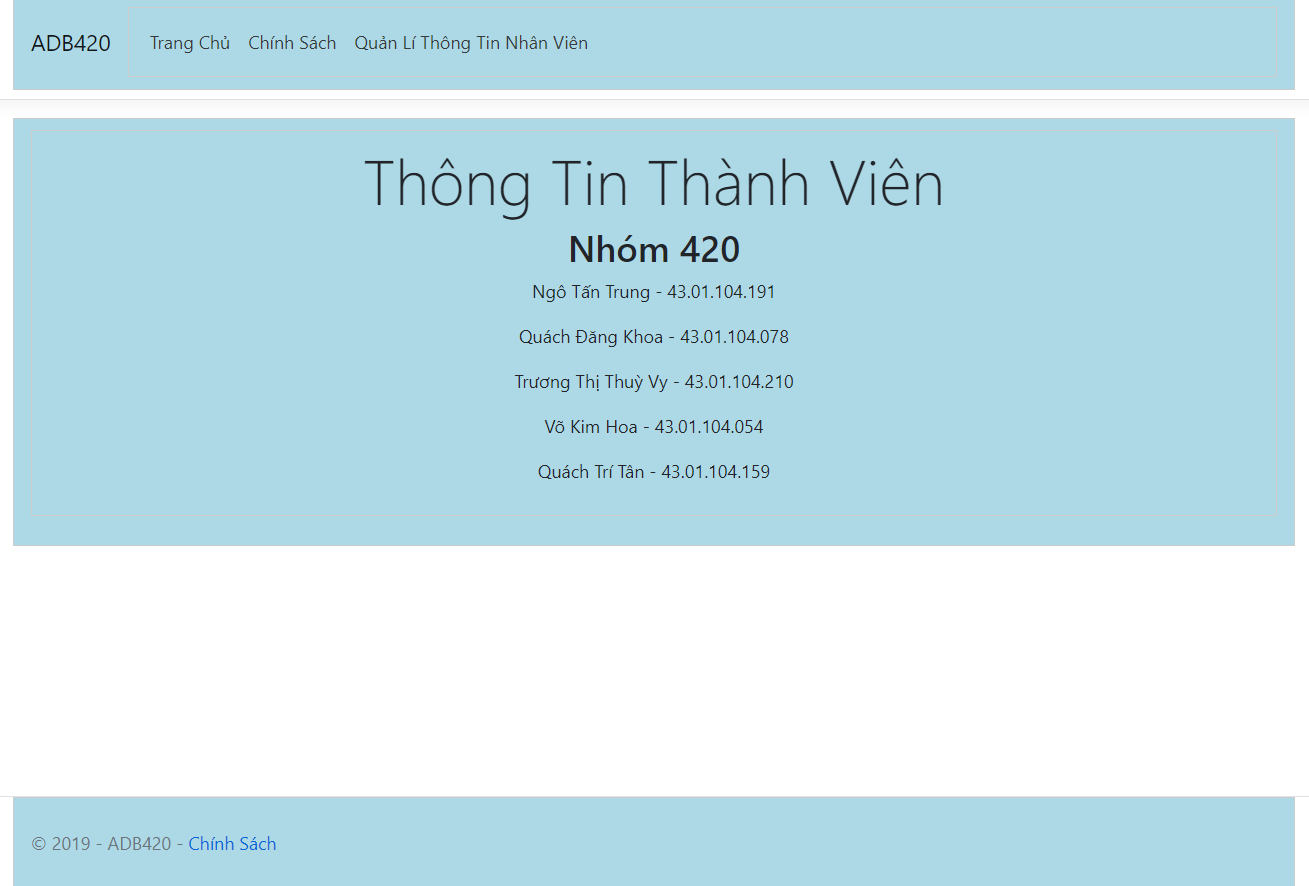 ADB420 Trang Chủ Chính Sách Quản Lí Thông Tin Nhân Viên
Thông Tin Thành Viên
Nhóm 420
Ngô Tấn Trung - 43.01.104.191
Quách Đăng Khoa - 43.01.104.078
Trương Thị Thuỳ Vy - 43.01.104.210
Võ Kim Hoa - 43.01.104.054
Quách Trí Tân - 43.01.104.159
© 2019 - ADB420 - Chính Sách